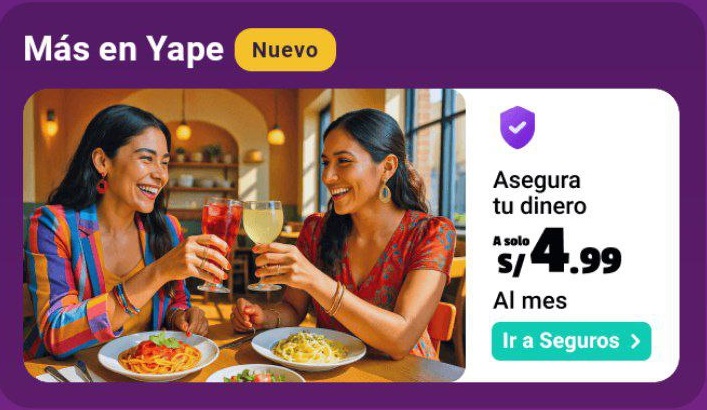 Más en Yape Nuevo
Asegura
tu dinero
A solo
S/4.99
Al mes
Ir a Seguros